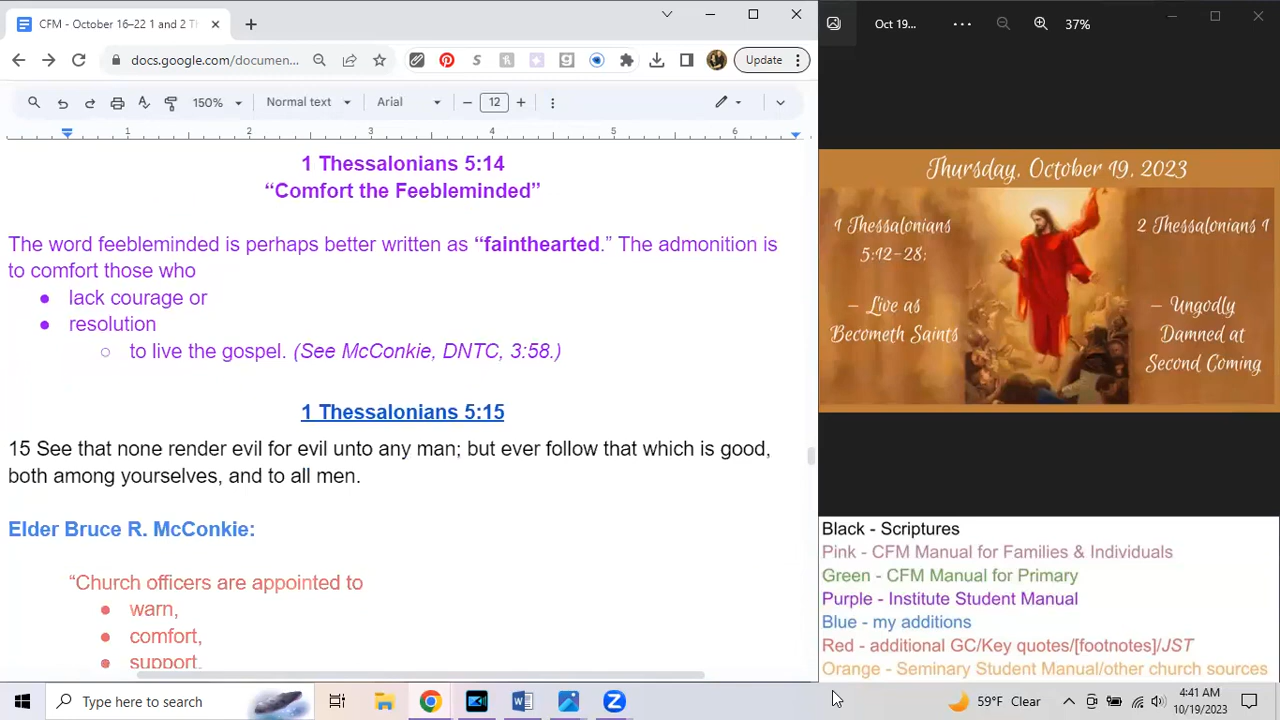 CFM - October 16–22 1 and 2 Th
docs.google.com/documen...
Update
150%
Normal text
Arial
12
1 2 3 4 5 6
1 Thessalonians 5:14
“Comfort the Feebleminded”
The word feebleminded is perhaps better written as “fainthearted.” The admonition is
to comfort those who
● lack courage or
● resolution
○ to live the gospel. (See McConkie, DNTC, 3:58.)
1 Thessalonians 5:15
15 See that none render evil for evil unto any man; but ever follow that which is good,
both among yourselves, and to all men.
Elder Bruce R. McConkie:
“Church officers are appointed to
● warn,
● comfort,
● support,
Oct 19...
37%
Thursday, October 19, 2023
1 Thessalonians
5:12-28;
- Live as
Becometh Saints
2 Thessalonians 1
- Ungodly
Damned at
Second Coming
Black - Scriptures
Pink - CFM Manual for Families & Individuals
Green - CFM Manual for Primary
Purple - Institute Student Manual
Blue - my additions
Red - additional GC/Key quotes/[footnotes]/JST
Orange - Seminary Student Manual/other church sources
Type here to search
59°F Clear
4:41 AM
10/19/2023